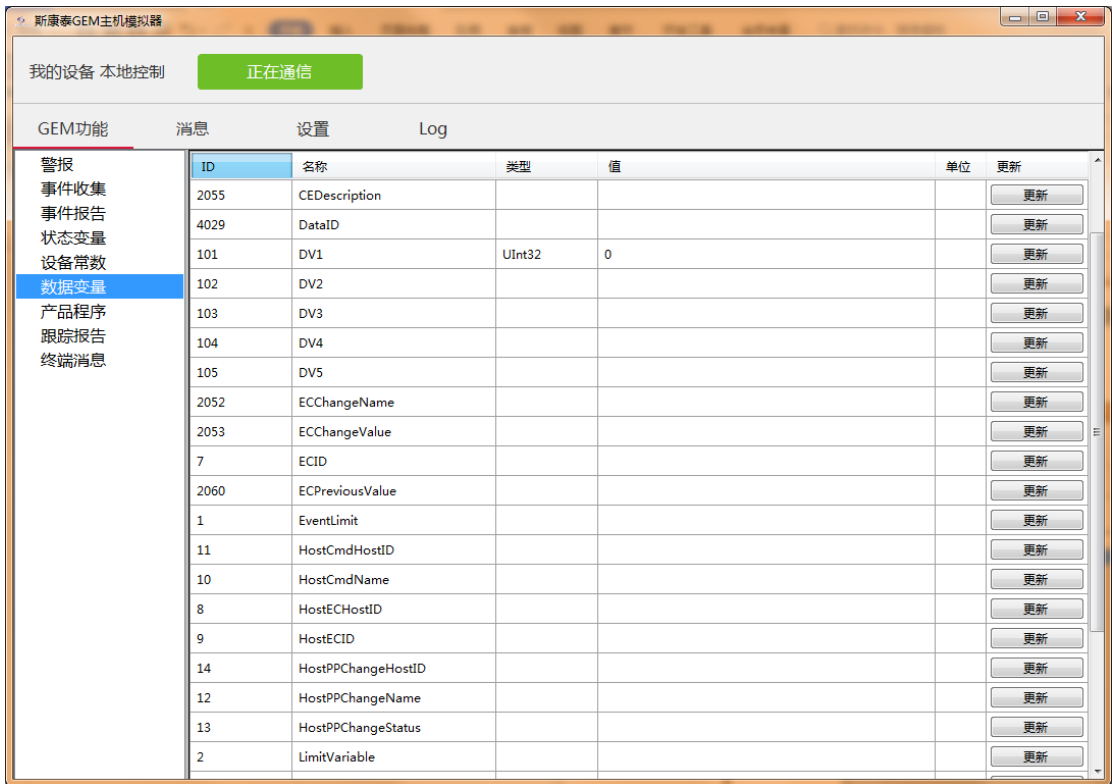 斯康泰GEM主机模拟器
我的设备 本地控制 正在通信
GEM功能 消息 设置 Log
警报
事件收集
事件报告
状态变量
设备常数
数据变量
产品程序
跟踪报告
终端消息
ID 名称 类型 值 单位 更新
2055 CEDescription 更新
4029 DataID 更新
101 DV1 UInt32 0 更新
102 DV2 更新
103 DV3 更新
104 DV4 更新
105 DV5 更新
2052 ECChangeName 更新
2053 ECChangeValue 更新
7 ECID 更新
2060 ECPreviousValue 更新
1 EventLimit 更新
11 HostCmdHostID 更新
10 HostCmdName 更新
8 HostECHostID 更新
9 HostECID 更新
14 HostPPChangeHostID 更新
12 HostPPChangeName 更新
13 HostPPChangeStatus 更新
2 LimitVariable 更新